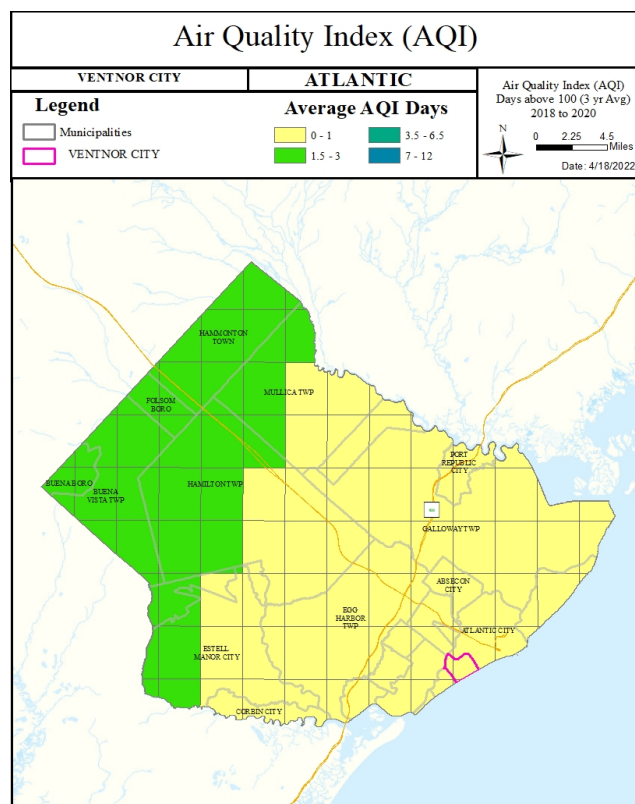 Air Quality Index (AQI)
VENTNOR CITY
ATLANTIC
Legend
Municipalities
VENTNOR CITY
Average AQI Days
0 - 1
1.5 - 3
3.5 - 6.5
7 - 12
Air Quality Index (AQI)
Days above 100 (3 yr Avg)
2018 to 2020
N
0 2.25 4.5
Miles
Date: 4/18/2022
HAMMONTON
TOWN
MULLICA TWP
FOLSOM
BORO
PORT
REPUBLIC
CITY
BUENA BORO
BUENA
VISTA TWP
HAMILTON TWP
GALLOWAY TWP
ABSECON
CITY
EGG
HARBOR
TWP
ATLANTIC CITY
ESTELL
MANOR CITY
CORBIN CITY